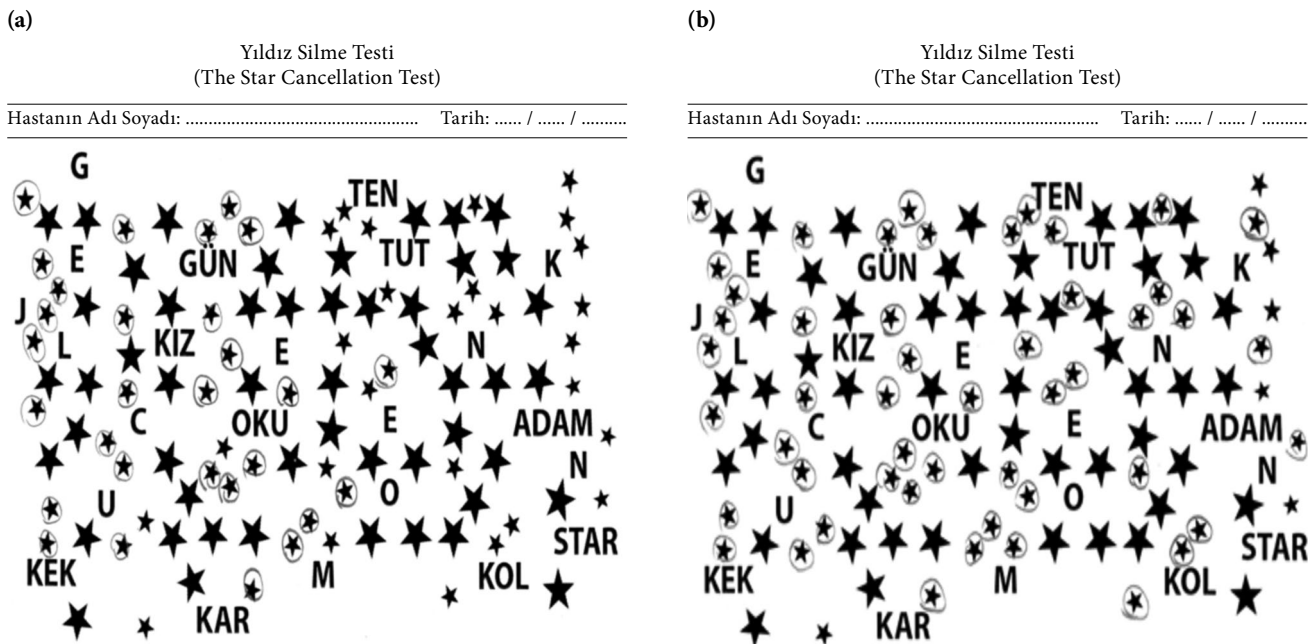 (a)
Yıldız Silme Testi
(The Star Cancellation Test)
Hastanın Adı Soyadı: .................................................. Tarih: ...... / ...... / ..........
G
TEN
E GÜN TUT K
J
L KIZ E N
C OKU E ADAM
N
U O
STAR
KEK M KOL
KAR
(b)
Yıldız Silme Testi
(The Star Cancellation Test)
Hastanın Adı Soyadı: .................................................. Tarih: ...... / ...... / ..........
G
TEN
E GÜN TUT K
J
L KIZ E N
C OKU E ADAM
N
U O
STAR
KEK M KOL
KAR